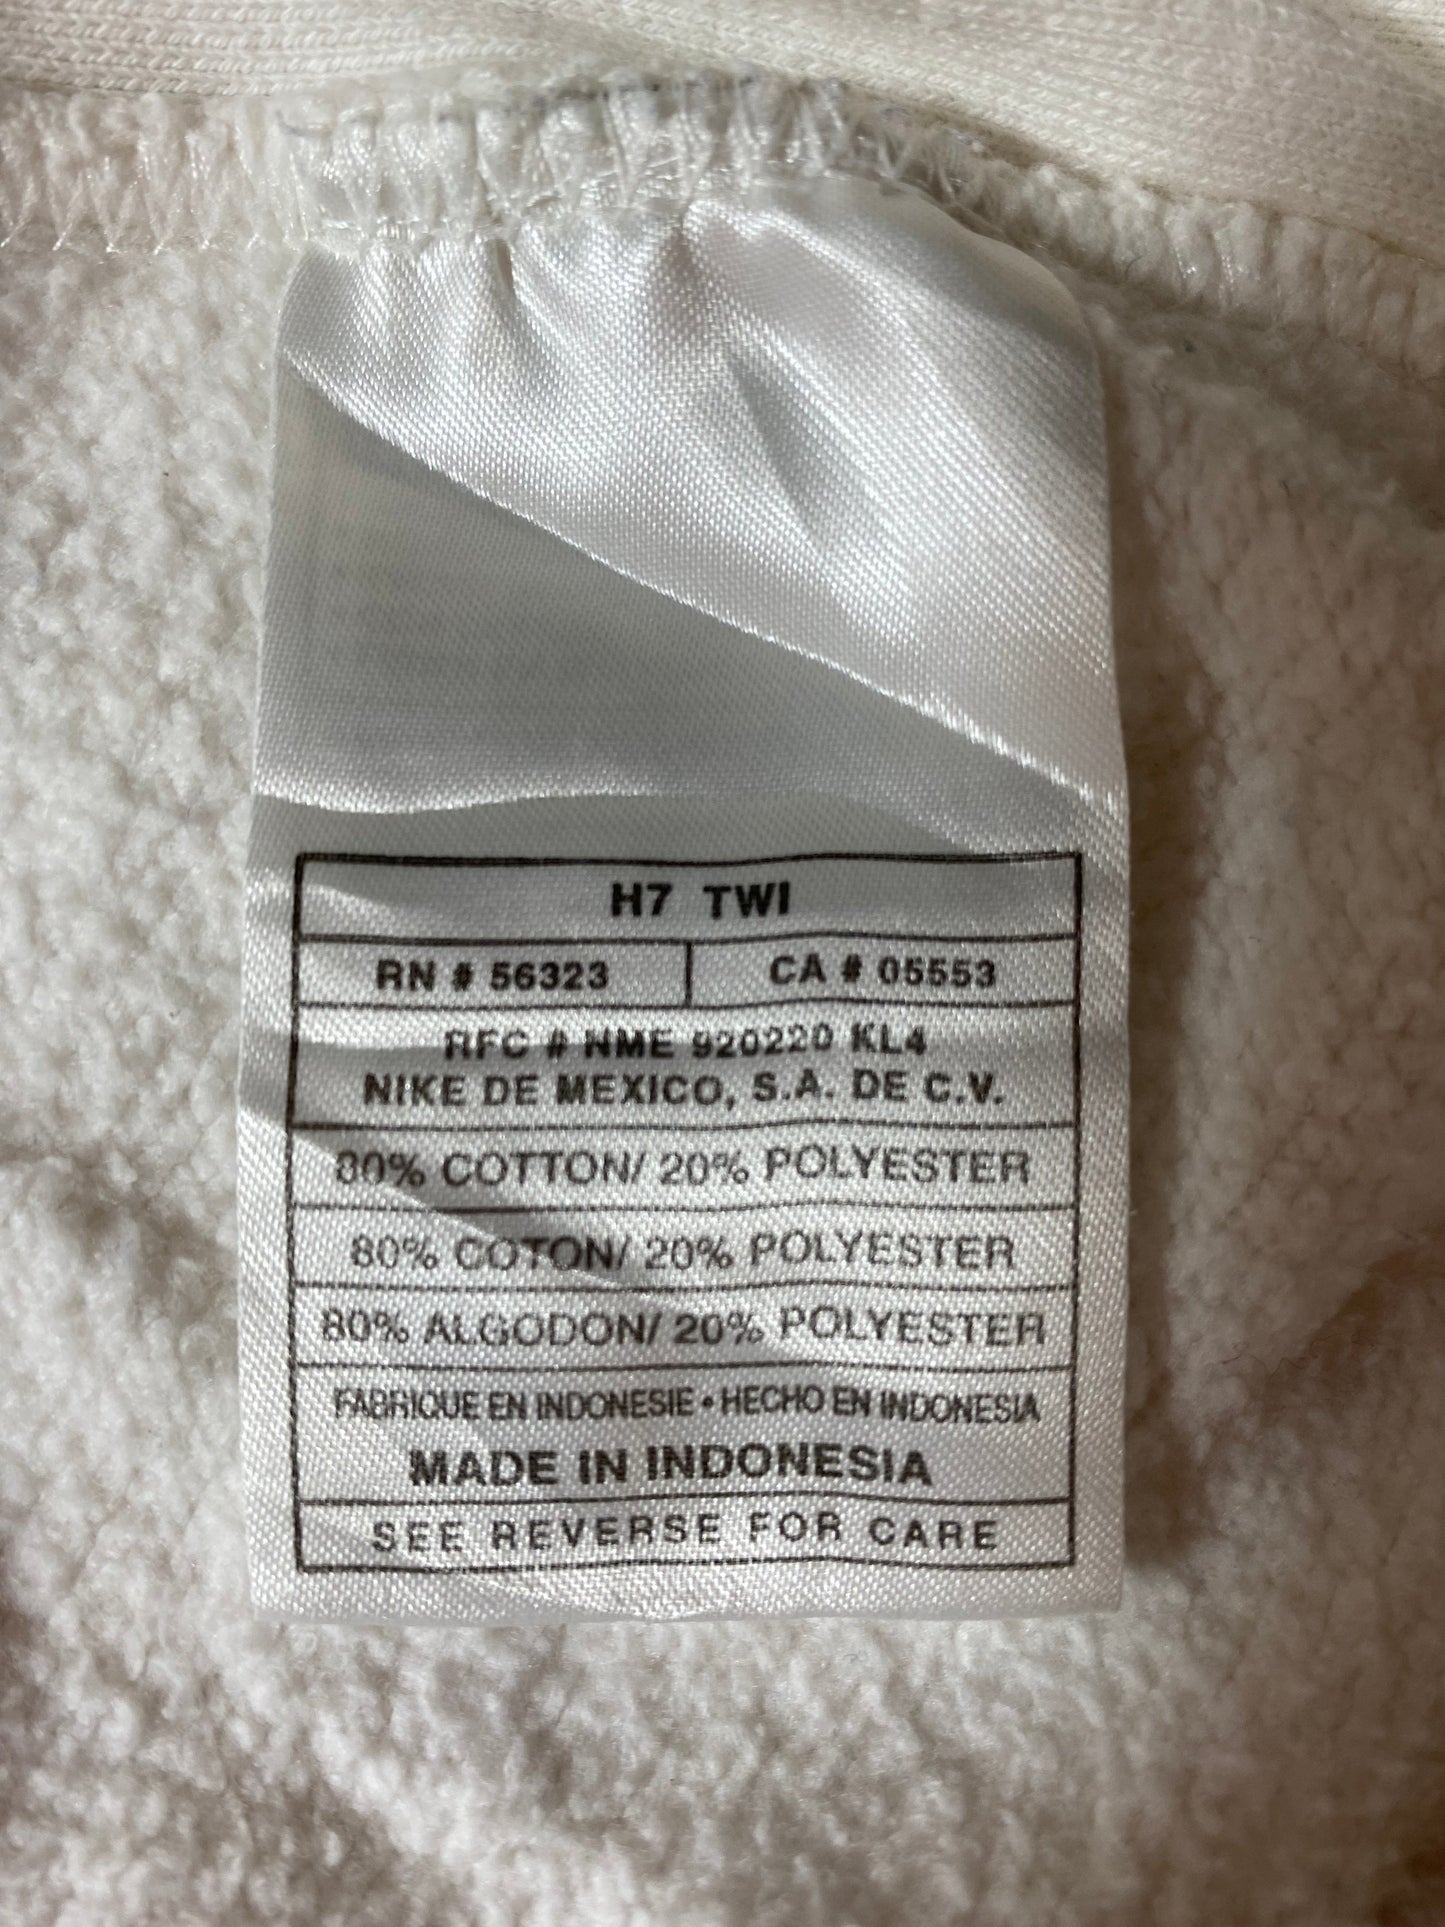 H7 TWI
RN # 56323 CA # 05553
RFC # NME 920220 KL4
NIKE DE MEXICO, S.A. DE C.V.
80% COTTON/ 20% POLYESTER
80% COTON/ 20% POLYESTER
80% ALGODON/ 20% POLYESTER
FABRIQUE EN INDONESIE • HECHO EN INDONESIA
MADE IN INDONESIA
SEE REVERSE FOR CARE